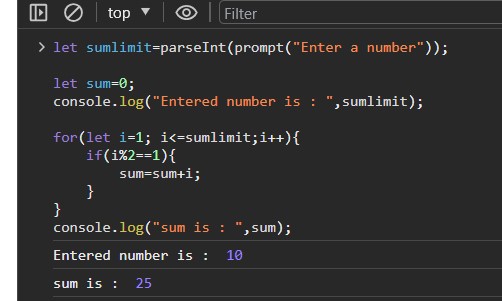 top ▼ Filter
let sumlimit=parseInt(prompt("Enter a number"));
let sum=0;
console.log("Entered number is : ",sumlimit);
for(let i=1; i<=sumlimit;i++){
    if(i%2==1){
        sum=sum+i;
    }
}
console.log("sum is : ",sum);
Entered number is :  10
sum is :  25